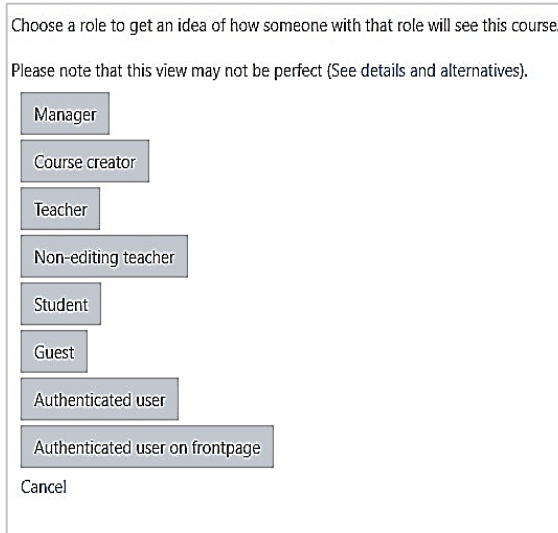 Choose a role to get an idea of how someone with that role will see this course.
Please note that this view may not be perfect (See details and alternatives).
Manager
Course creator
Teacher
Non-editing teacher
Student
Guest
Authenticated user
Authenticated user on frontpage
Cancel